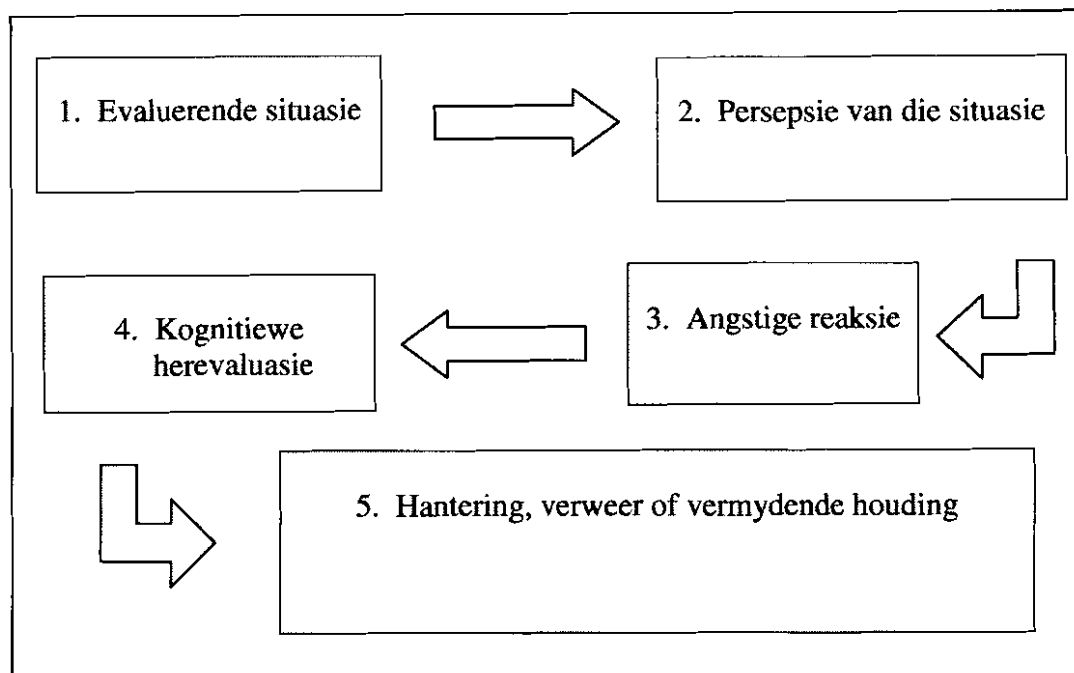 1. Evaluerende situasie
2. Persepsie van die situasie
3. Angstige reaksie
4. Kognitiewe
herevaluasie
5. Hantering, verweer of vermydende houding